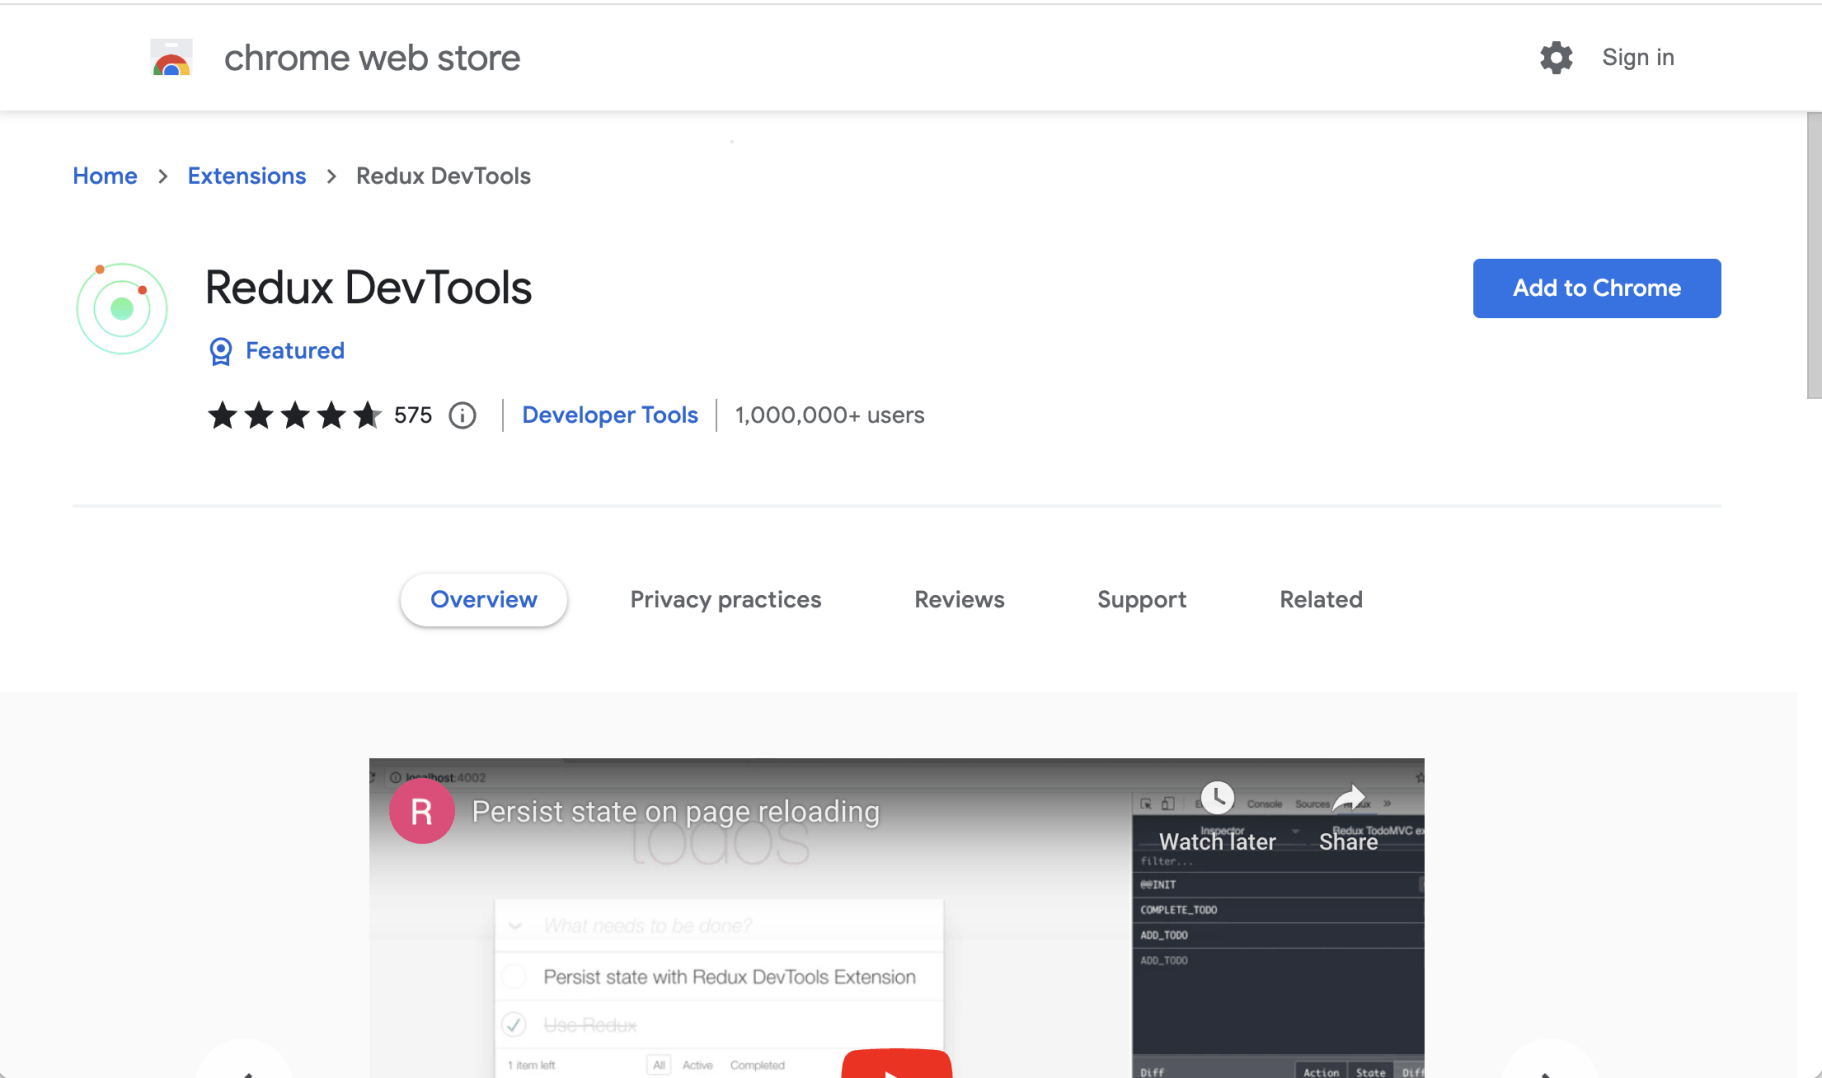 chrome web store
Sign in
Home > Extensions > Redux DevTools
Redux DevTools
Add to Chrome
Featured
575
Developer Tools
1,000,000+ users
Overview
Privacy practices
Reviews
Support
Related
localhost:4002
R
Persist state on page reloading
Watch later
Share
Console
Sources
Redux
Inspector
Redux TodoMVC
todos
filter...
@@INIT
COMPLETE_TODO
ADD_TODO
ADD_TODO
What needs to be done?
Persist state with Redux DevTools Extension
Use Redux
1 item left
All
Active
Completed
Diff
Action
State